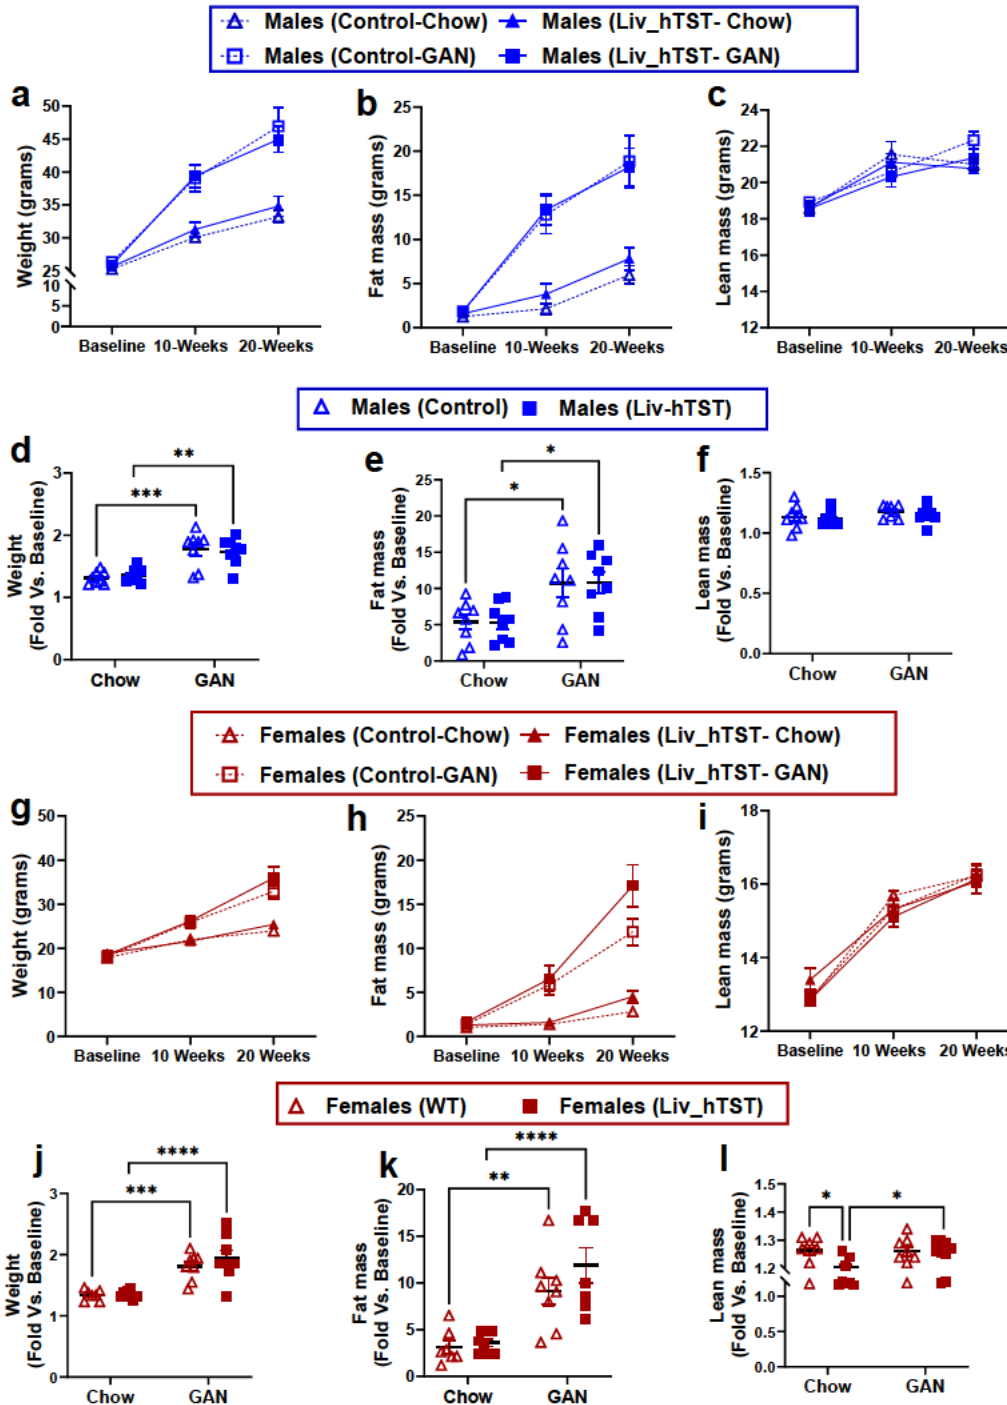 Males (Control-Chow) Males (Liv_hTST- Chow)
Males (Control-GAN) Males (Liv_hTST- GAN)
a b c
Weight (grams)
50
45
40
35
30
25
10
5
0
Baseline 10-Weeks 20-Weeks
Fat mass (grams)
25
20
15
10
5
0
Baseline 10-Weeks 20-Weeks
Lean mass (grams)
24
22
20
18
16
14
12
Baseline 10-Weeks 20-Weeks
Males (Control) Males (Liv-hTST)
d e f
Weight
(Fold Vs. Baseline)
3
2
1
0
***
**
Chow GAN
Fat mass
(Fold Vs. Baseline)
25
20
15
10
5
0
*
*
Chow GAN
Lean mass
(Fold Vs. Baseline)
1.5
1.0
0.5
0.0
Chow GAN
Females (Control-Chow) Females (Liv_hTST- Chow)
Females (Control-GAN) Females (Liv_hTST- GAN)
g h i
Weight (grams)
50
40
30
20
10
0
Baseline 10 Weeks 20 Weeks
Fat mass (grams)
25
20
15
10
5
0
Baseline 10 Weeks 20 Weeks
Lean mass (grams)
18
16
14
12
Baseline 10 Weeks 20 Weeks
Females (WT) Females (Liv_hTST)
j k l
Weight
(Fold Vs. Baseline)
3
2
1
0
***
****
Chow GAN
Fat mass
(Fold Vs. Baseline)
20
15
10
5
0
**
****
Chow GAN
Lean mass
(Fold Vs. Baseline)
1.5
1.4
1.3
1.2
1.0
0.5
0.0
*
*
Chow GAN